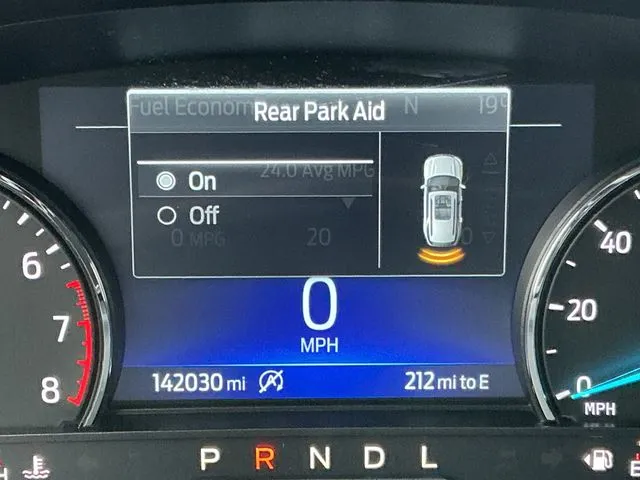 Fuel Econom N 19°
Rear Park Aid
24.0 Avg MPG
On
Off
0 MPG 20
0
MPH
142030 mi 212 mi to E
6
7
8
40
20
0
MPH
P R N D L
H
E